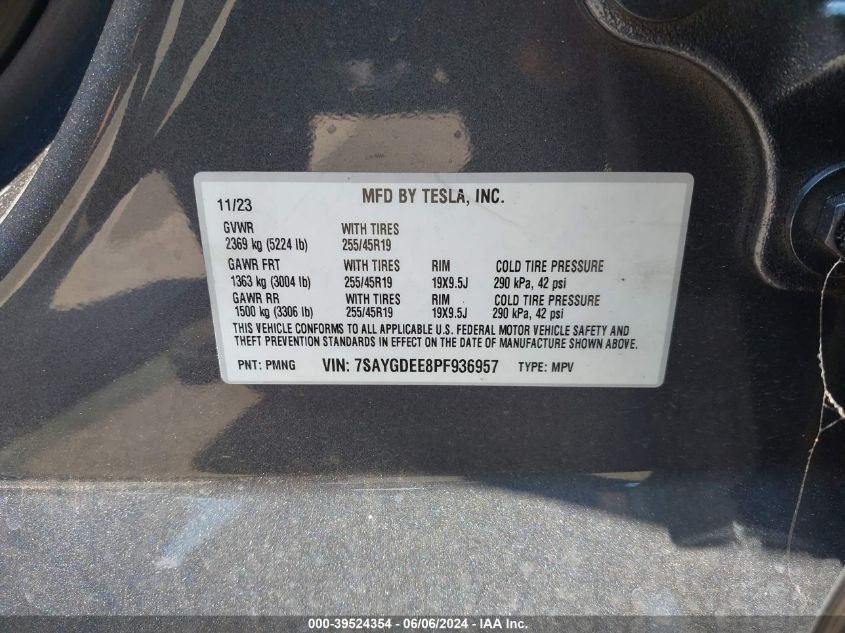 MFD BY TESLA, INC.
11/23
GVWR WITH TIRES
2369 kg (5224 lb) 255/45R19
GAWR FRT WITH TIRES RIM COLD TIRE PRESSURE
1363 kg (3004 lb) 255/45R19 19X9.5J 290 kPa, 42 psi
GAWR RR WITH TIRES RIM COLD TIRE PRESSURE
1500 kg (3306 lb) 255/45R19 19X9.5J 290 kPa, 42 psi
THIS VEHICLE CONFORMS TO ALL APPLICABLE U.S. FEDERAL MOTOR VEHICLE SAFETY AND
THEFT PREVENTION STANDARDS IN EFFECT ON THE DATE OF MANUFACTURE SHOWN ABOVE.
PNT: PMNG VIN: 7SAYGDEE8PF936957 TYPE: MPV
000-39524354 - 06/06/2024 - IAA Inc.